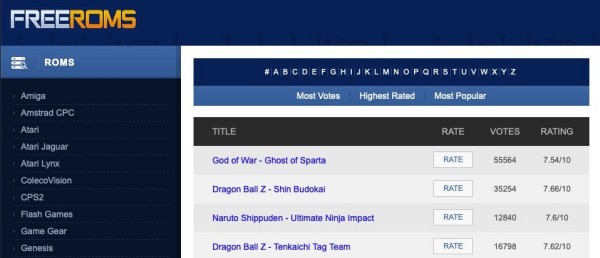 FREEROMS
ROMS
Amiga
Amstrad CPC
Atari
Atari Jaguar
Atari Lynx
ColecoVision
CPS2
Flash Games
Game Gear
Genesis
# A B C D E F G H I J K L M N O P Q R S T U V W X Y Z
Most Votes Highest Rated Most Popular
TITLE RATE VOTES RATING
God of War - Ghost of Sparta RATE 55564 7.54/10
Dragon Ball Z - Shin Budokai RATE 35254 7.66/10
Naruto Shippuden - Ultimate Ninja Impact RATE 12840 7.6/10
Dragon Ball Z - Tenkaichi Tag Team RATE 16798 7.62/10